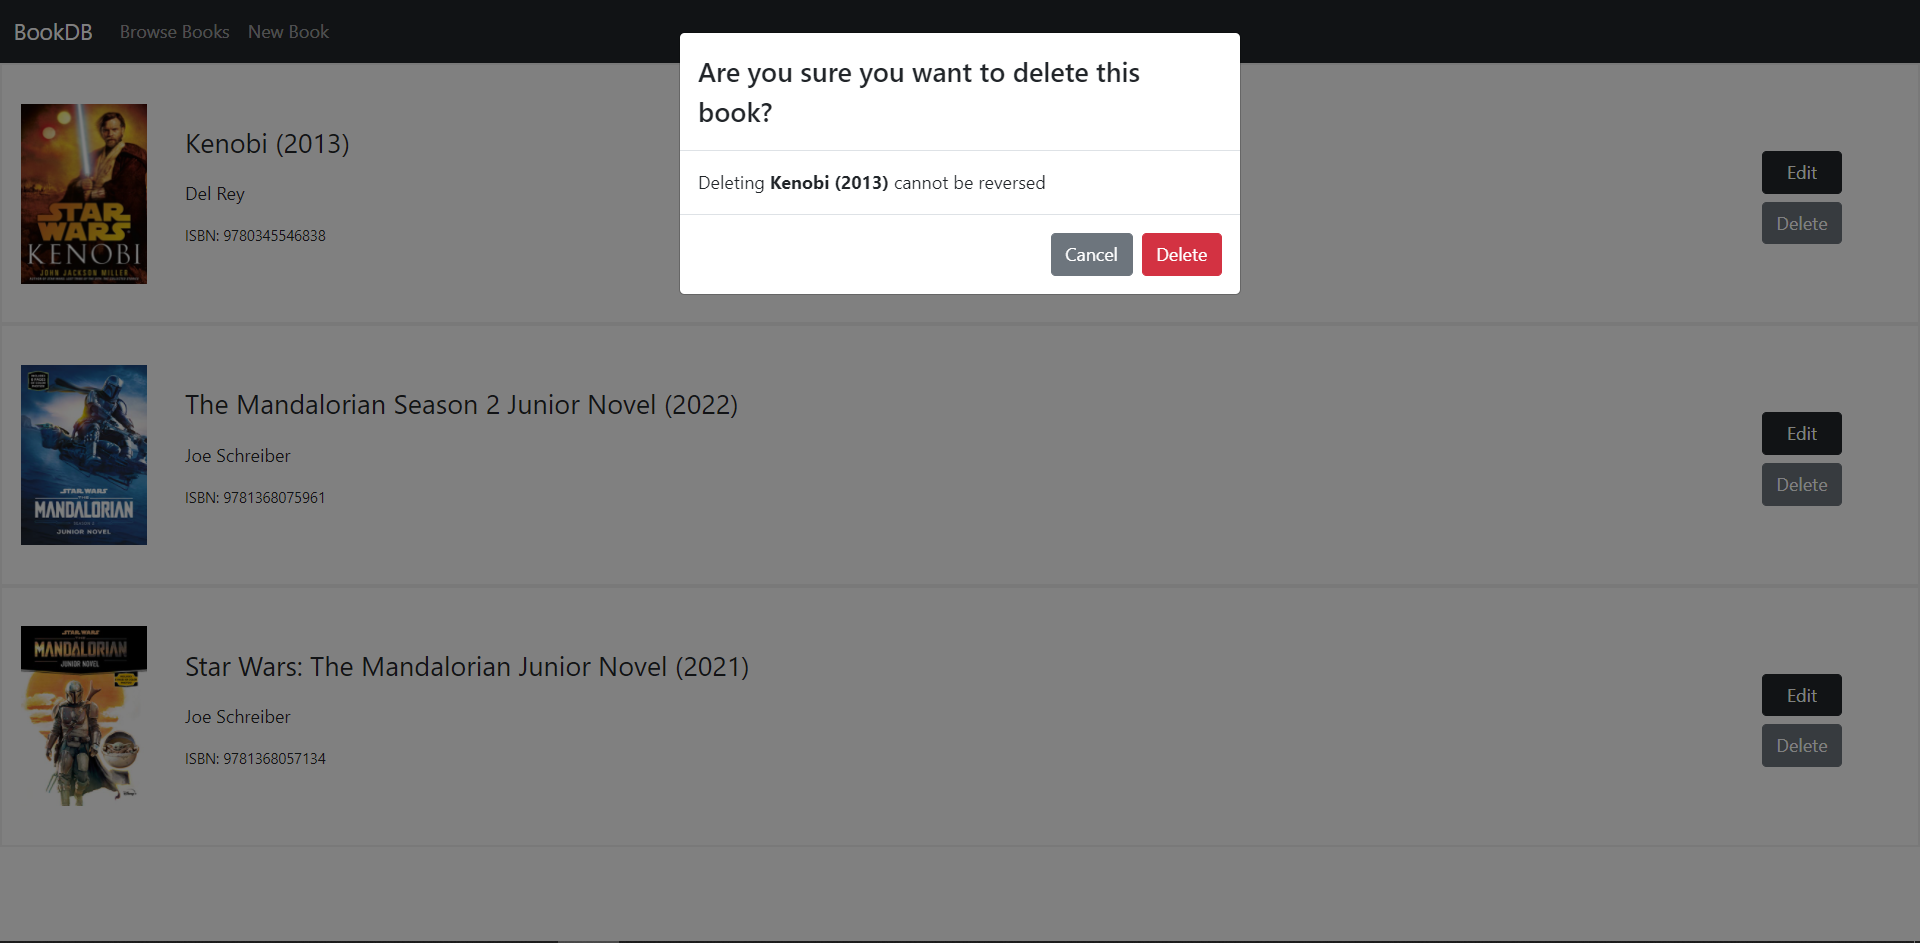 BookDB Browse Books New Book
Are you sure you want to delete this
book?
Deleting Kenobi (2013) cannot be reversed
Cancel Delete
STAR
WARS
KENOBI
JOHN JACKSON MILLER
Kenobi (2013)
Del Rey
ISBN: 9780345546838
Edit
Delete
STAR WARS
THE
MANDALORIAN
JUNIOR NOVEL
The Mandalorian Season 2 Junior Novel (2022)
Joe Schreiber
ISBN: 9781368075961
Edit
Delete
STAR WARS
THE
MANDALORIAN
JUNIOR NOVEL
Star Wars: The Mandalorian Junior Novel (2021)
Joe Schreiber
ISBN: 9781368057134
Edit
Delete